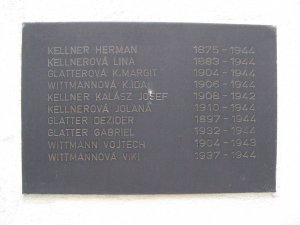 KELLNER HERMAN 1875 - 1944
KELLNEROVÁ LINA 1883 - 1944
GLATTEROVÁ K.MARGIT 1904 - 1944
WITTMANNOVÁ K.IDA 1906 - 1944
KELLNER KALÁSZ JOSEF 1908 - 1942
KELLNEROVÁ JOLANA 1910 - 1944
GLATTER DEZIDER 1897 - 1944
GLATTER GABRIEL 1932 - 1944
WITTMANN VOJTECH 1904 - 1943
WITTMANNOVÁ VIKI 1937 - 1944